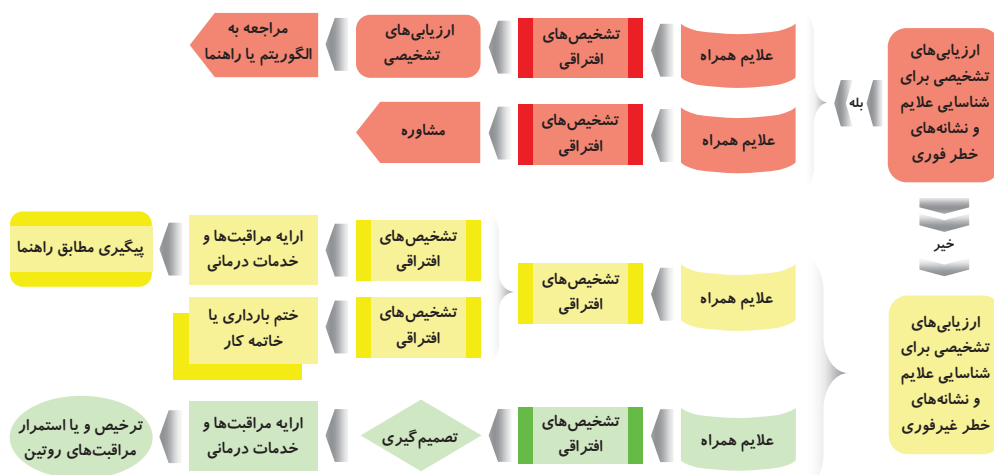 ارزیابی‌های
تشخیصی برای
شناسایی علایم
و نشانه‌های
خطر فوری
بله
علایم همراه
تشخیص‌های
افتراقی
ارزیابی‌های
تشخیصی
مراجعه به
الگوریتم یا راهنما
علایم همراه
تشخیص‌های
افتراقی
مشاوره
خیر
ارزیابی‌های
تشخیصی برای
شناسایی علایم
و نشانه‌های
خطر غیرفوری
علایم همراه
تشخیص‌های
افتراقی
تشخیص‌های
افتراقی
ارایه مراقبت‌ها و
خدمات درمانی
پیگیری مطابق راهنما
تشخیص‌های
افتراقی
ختم بارداری یا
خاتمه کار
علایم همراه
تشخیص‌های
افتراقی
تصمیم‌گیری
ارایه مراقبت‌ها و
خدمات درمانی
ترخیص و یا استمرار
مراقبت‌های روتین